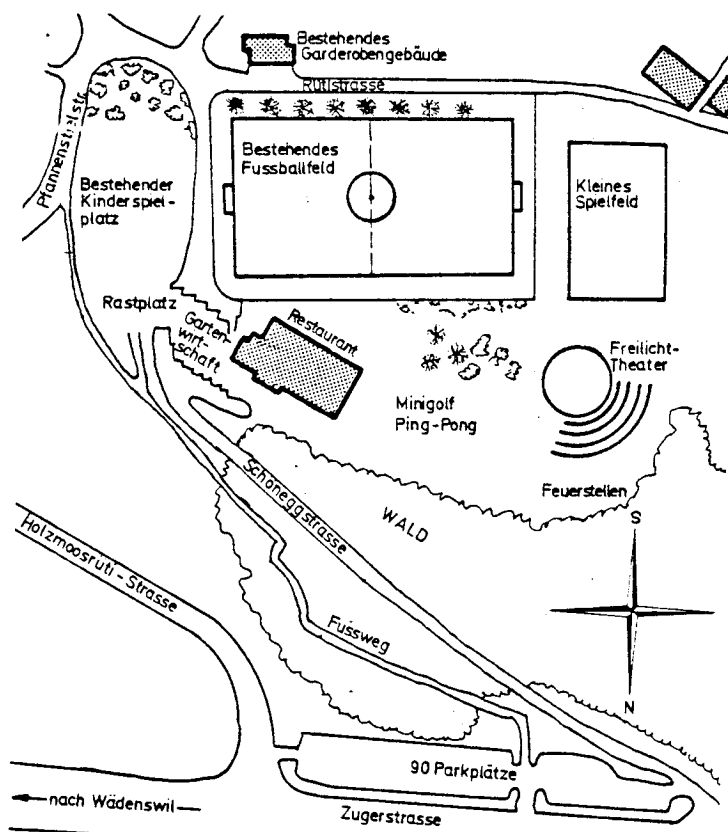 Bestehendes
Garderobengebäude
Rütistrasse
Pfannenstielstr.
Bestehendes
Fussballfeld
Kleines
Spielfeld
Bestehender
Kinderspiel-
platz
Rastplatz
Garten-
wirt-
schaft
Restaurant
Freilicht-
Theater
Minigolf
Ping-Pong
Feuerstellen
Schöneggstrasse
WALD
S
Holzmoosrüti-Strasse
Fussweg
N
90 Parkplätze
nach Wädenswil
Zugerstrasse